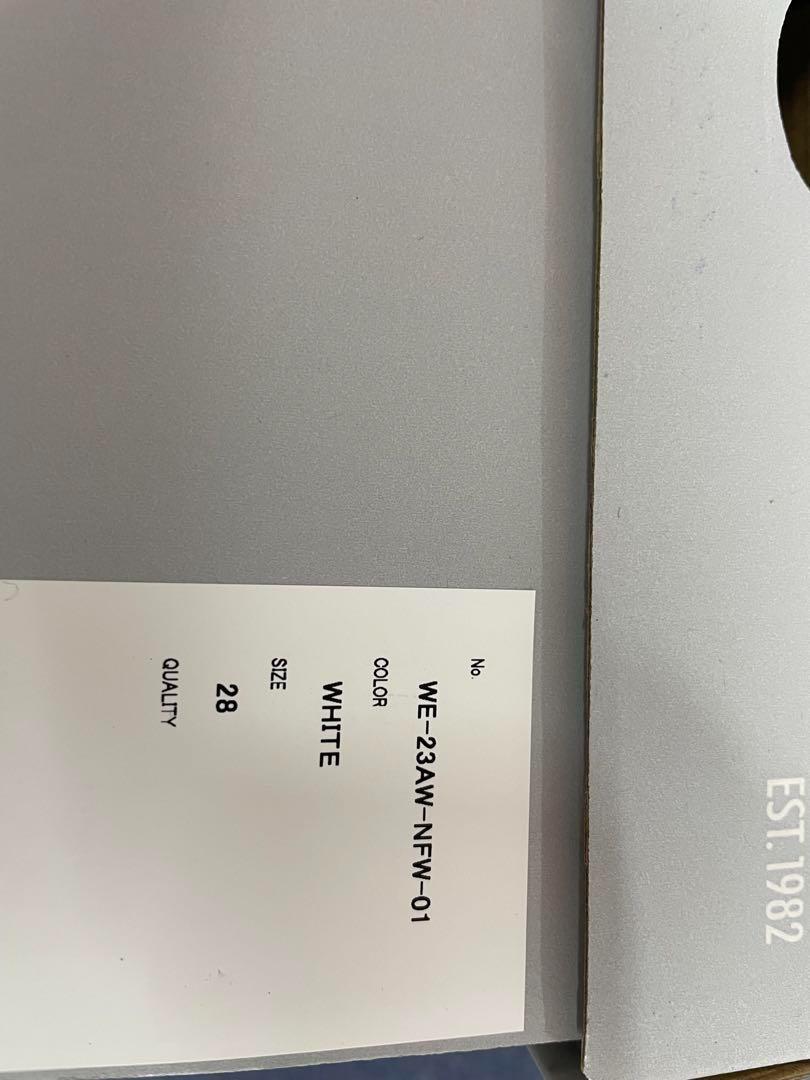 No.
WE-23AW-NFW-01
COLOR
WHITE
SIZE
28
QUALITY
EST. 1982